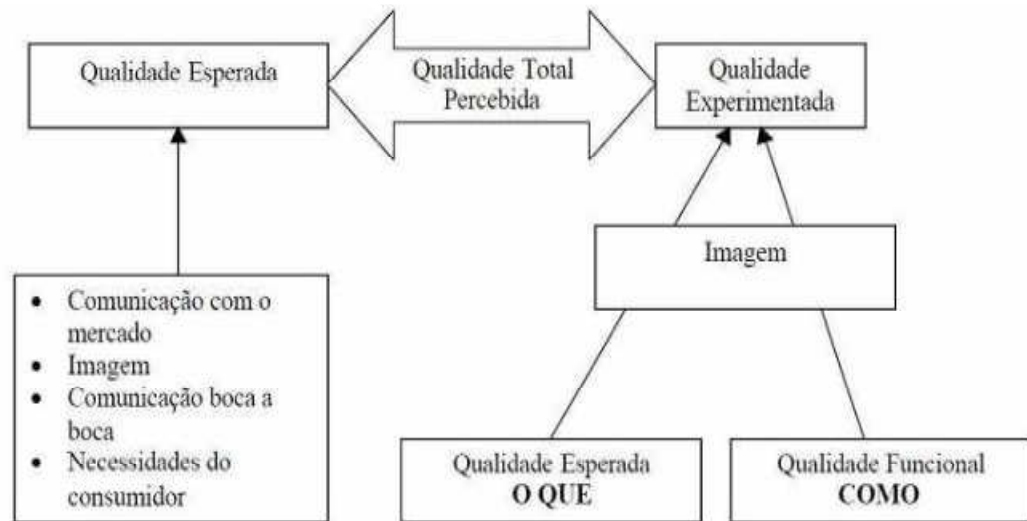 Qualidade Esperada
Qualidade Total
Percebida
Qualidade
Experimentada
Imagem
• Comunicação com o
mercado
• Imagem
• Comunicação boca a
boca
• Necessidades do
consumidor
Qualidade Esperada
O QUE
Qualidade Funcional
COMO